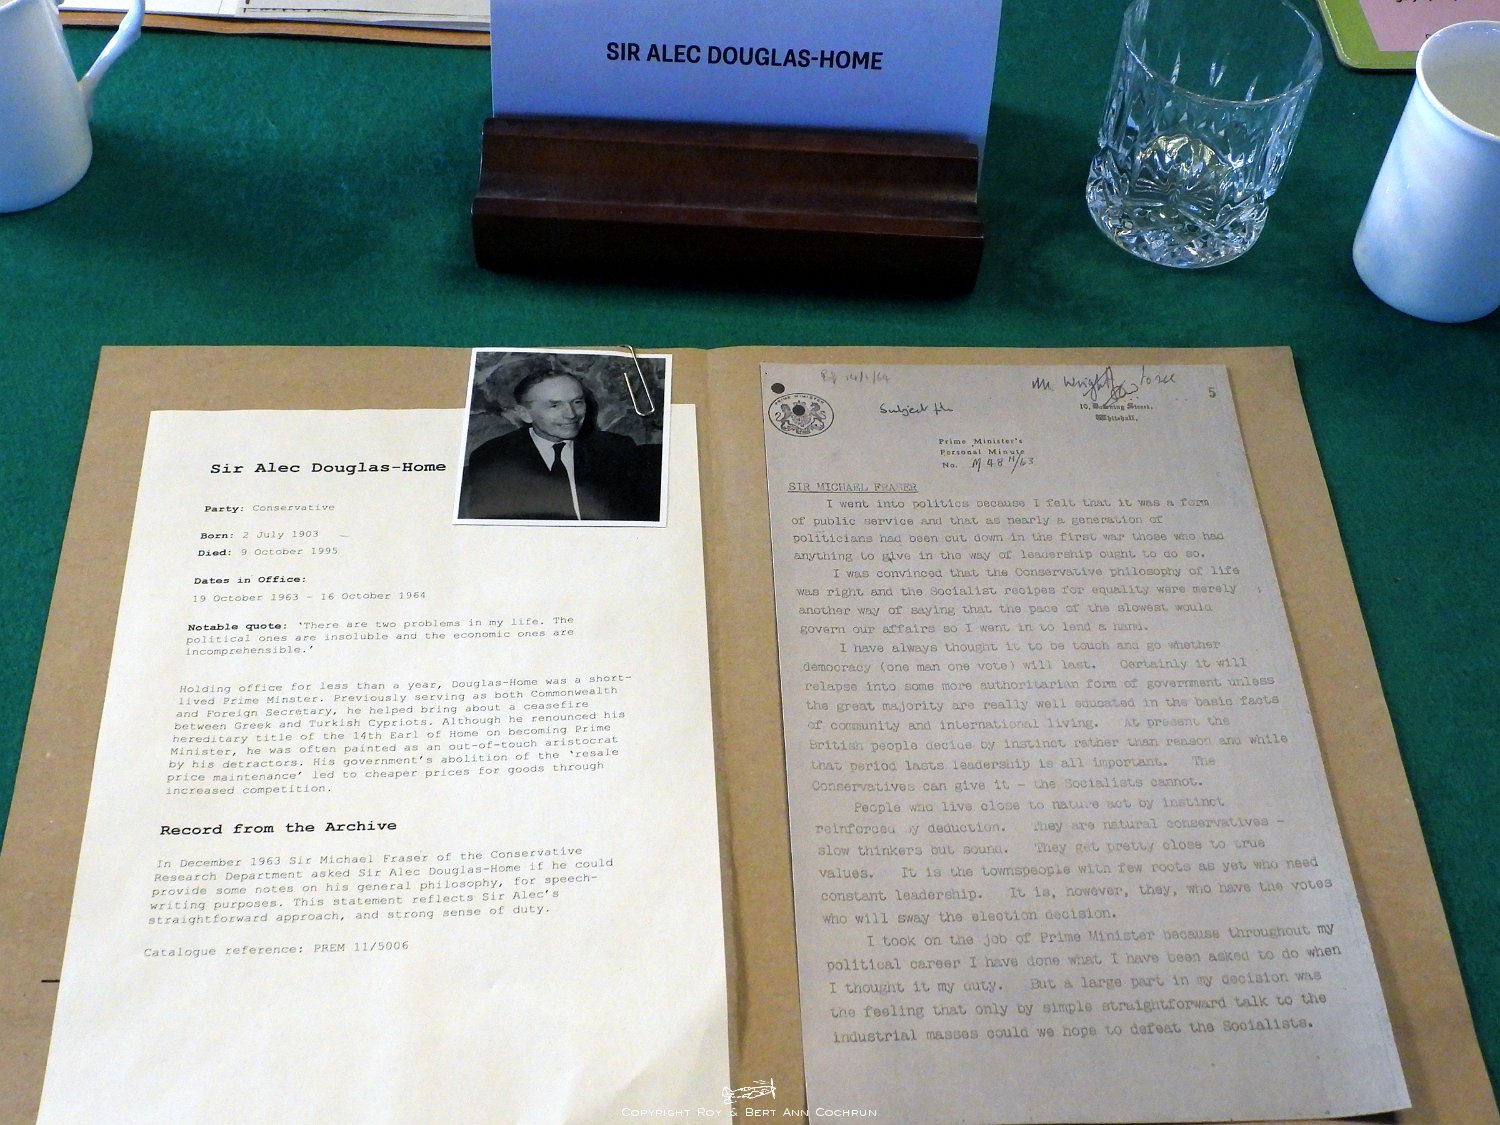 SIR ALEC DOUGLAS-HOME
Sir Alec Douglas-Home
Party: Conservative
Born: 2 July 1903
Died: 9 October 1995
Dates in Office:
19 October 1963 - 16 October 1964
Notable quote: 'There are two problems in my life. The
political ones are insoluble and the economic ones are
incomprehensible.'
Holding office for less than a year, Douglas-Home was a short-
lived Prime Minster. Previously serving as both Commonwealth
and Foreign Secretary, he helped bring about a ceasefire
between Greek and Turkish Cypriots. Although he renounced his
hereditary title of the 14th Earl of Home on becoming Prime
Minister, he was often painted as an out-of-touch aristocrat
by his detractors. His government's abolition of the 'resale
price maintenance' led to cheaper prices for goods through
increased competition.
Record from the Archive
In December 1963 Sir Michael Fraser of the Conservative
Research Department asked Sir Alec Douglas-Home if he could
provide some notes on his general philosophy, for speech-
writing purposes. This statement reflects Sir Alec's
straightforward approach, and strong sense of duty.
Catalogue reference: PREM 11/5006
14/1/64
Mr. Wright to see
5
PRIME MINISTER
Subject file
10, Downing Street,
Whitehall.
Prime Minister's
Personal Minute
No. M 48 /63
SIR MICHAEL FRASER
I went into politics because I felt that it was a form
of public service and that as nearly a generation of
politicians had been cut down in the first war those who had
anything to give in the way of leadership ought to do so.
I was convinced that the Conservative philosophy of life
was right and the Socialist recipes for equality were merely
another way of saying that the pace of the slowest would
govern our affairs so I went in to lend a hand.
I have always thought it to be touch and go whether
democracy (one man one vote) will last. Certainly it will
relapse into some more authoritarian form of government unless
the great majority are really well educated in the basic facts
of community and international living. At present the
British people decide by instinct rather than reason and while
that period lasts leadership is all important. The
Conservatives can give it - the Socialists cannot.
People who live close to nature act by instinct
reinforced by deduction. They are natural conservatives -
slow thinkers but sound. They get pretty close to true
values. It is the townspeople with few roots as yet who need
constant leadership. It is, however, they, who have the votes
who will sway the election decision.
I took on the job of Prime Minister because throughout my
political career I have done what I have been asked to do when
I thought it my duty. But a large part in my decision was
the feeling that only by simple straightforward talk to the
industrial masses could we hope to defeat the Socialists.
Copyright Roy & Bert Ann Cochrun